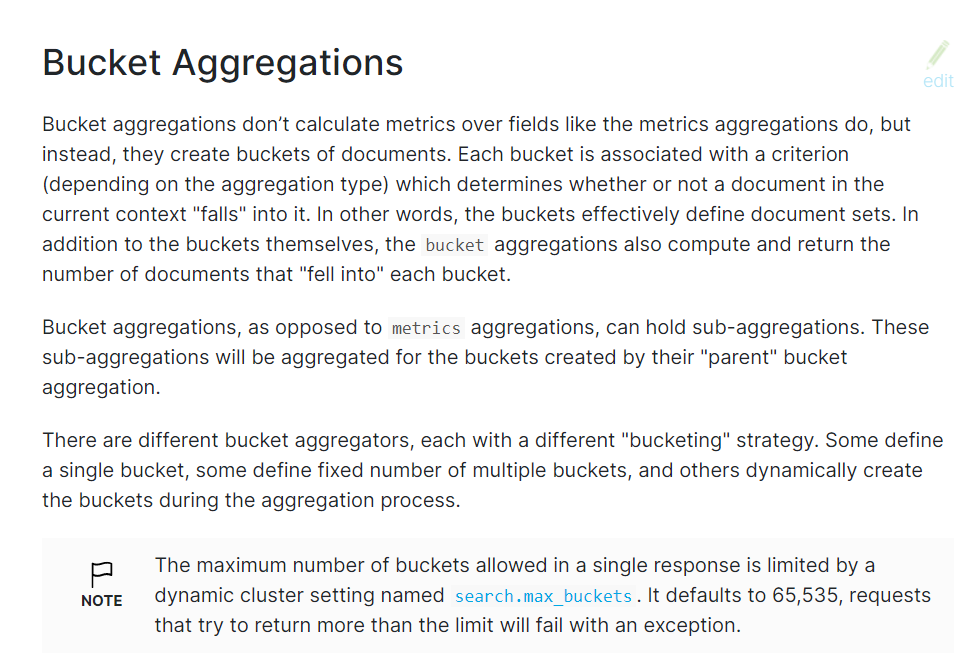 Bucket Aggregations
edit
Bucket aggregations don’t calculate metrics over fields like the metrics aggregations do, but
instead, they create buckets of documents. Each bucket is associated with a criterion
(depending on the aggregation type) which determines whether or not a document in the
current context "falls" into it. In other words, the buckets effectively define document sets. In
addition to the buckets themselves, the bucket aggregations also compute and return the
number of documents that "fell into" each bucket.
Bucket aggregations, as opposed to metrics aggregations, can hold sub-aggregations. These
sub-aggregations will be aggregated for the buckets created by their "parent" bucket
aggregation.
There are different bucket aggregators, each with a different "bucketing" strategy. Some define
a single bucket, some define fixed number of multiple buckets, and others dynamically create
the buckets during the aggregation process.
NOTE
The maximum number of buckets allowed in a single response is limited by a
dynamic cluster setting named search.max_buckets. It defaults to 65,535, requests
that try to return more than the limit will fail with an exception.